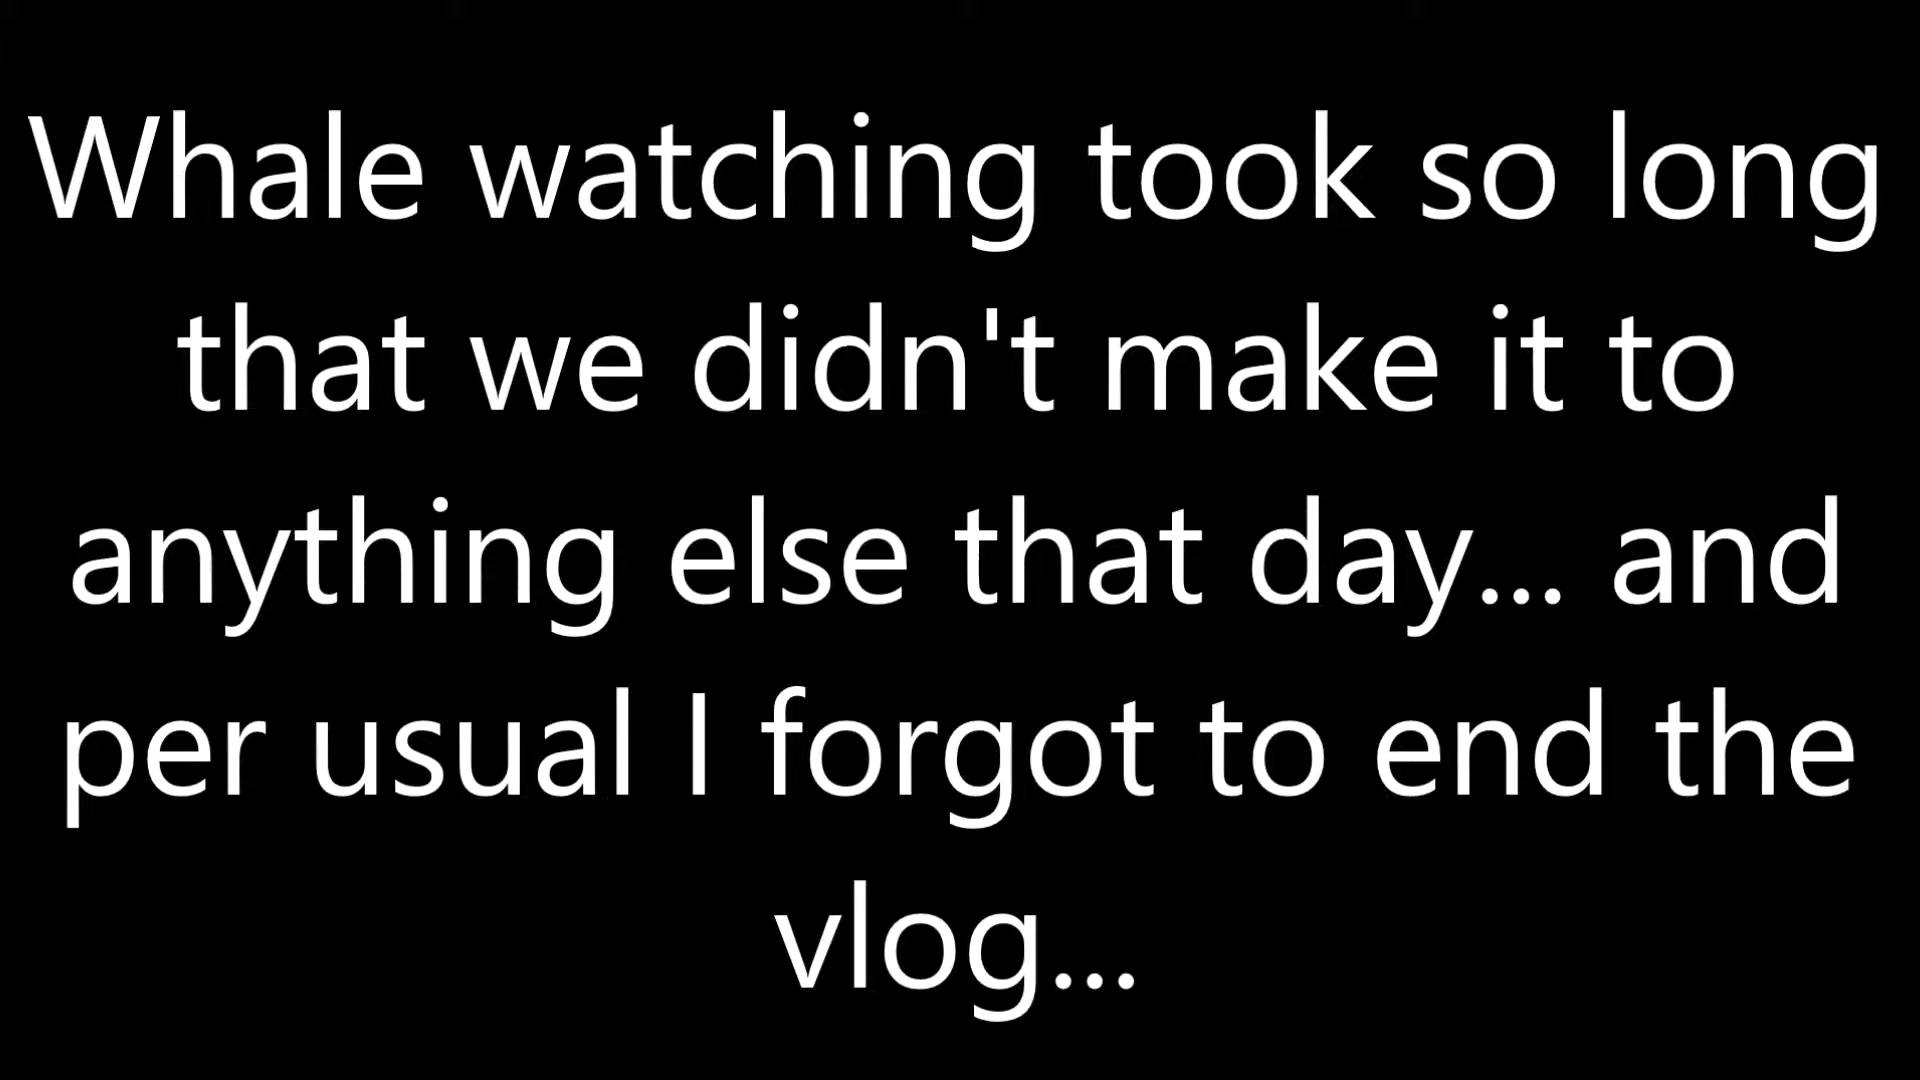 Whale watching took so long
that we didn't make it to
anything else that day... and
per usual I forgot to end the
vlog...